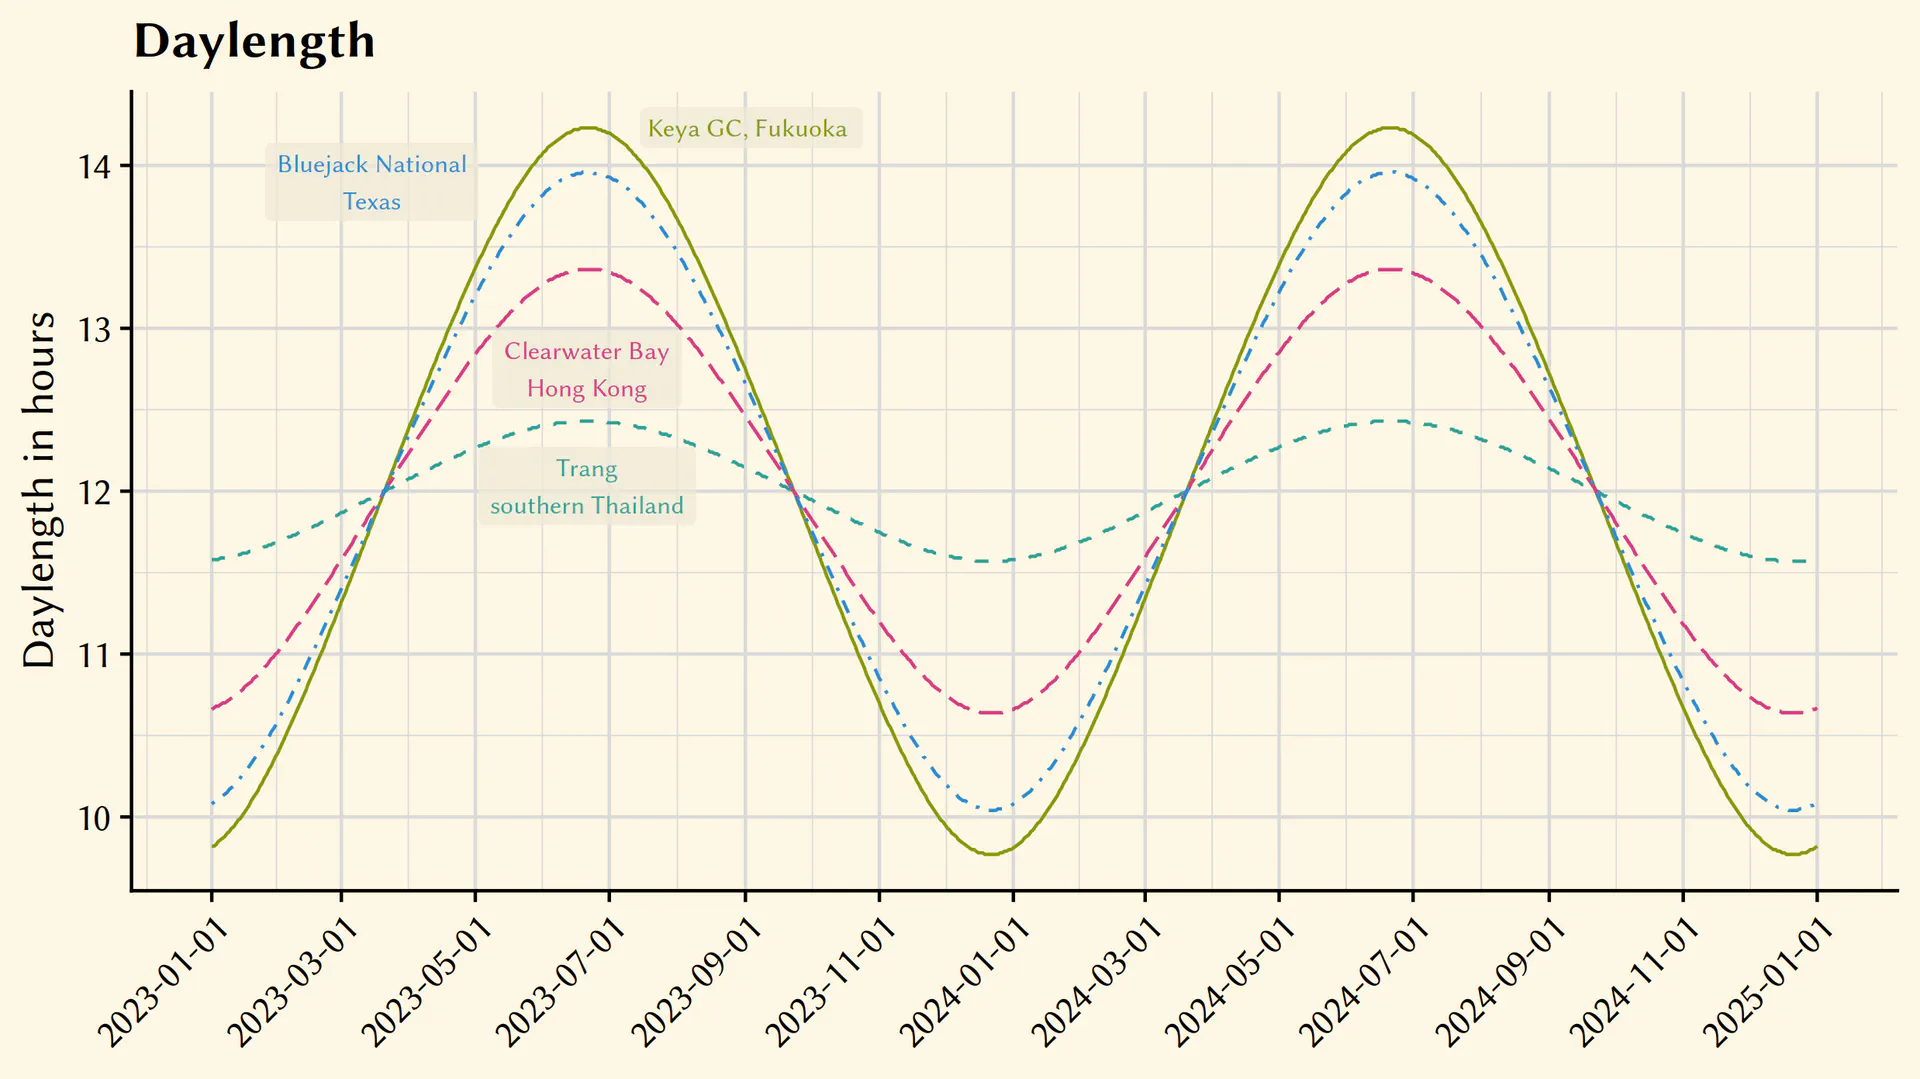 Daylength
Keya GC, Fukuoka
Bluejack National
Texas
Clearwater Bay
Hong Kong
Trang
southern Thailand
Daylength in hours
14
13
12
11
10
2023-01-01
2023-03-01
2023-05-01
2023-07-01
2023-09-01
2023-11-01
2024-01-01
2024-03-01
2024-05-01
2024-07-01
2024-09-01
2024-11-01
2025-01-01